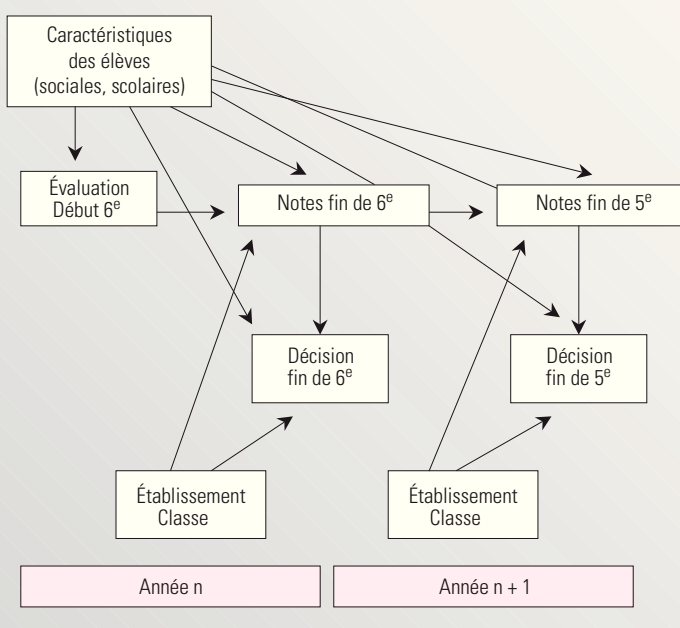 Caractéristiques
des élèves
(sociales, scolaires)
Évaluation
Début 6e
Notes fin de 6e
Notes fin de 5e
Décision
fin de 6e
Décision
fin de 5e
Établissement
Classe
Établissement
Classe
Année n
Année n + 1